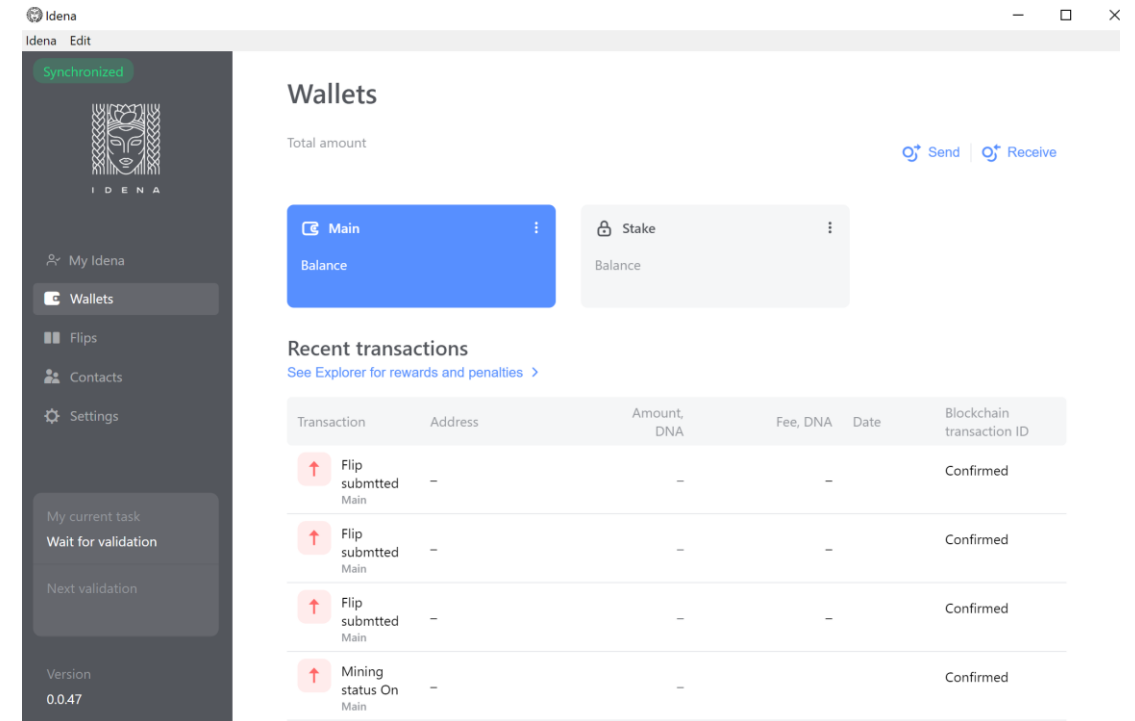 Idena
Idena Edit
Synchronized
IDENA
My Idena
Wallets
Flips
Contacts
Settings
My current task
Wait for validation
Next validation
Version
0.0.47
Wallets
Total amount
Send
Receive
Main
Balance
Stake
Balance
Recent transactions
See Explorer for rewards and penalties >
Transaction Address Amount, DNA Fee, DNA Date Blockchain transaction ID
Flip
submtted – – – Confirmed
Main
Flip
submtted – – – Confirmed
Main
Flip
submtted – – – Confirmed
Main
Mining
status On – – Confirmed
Main